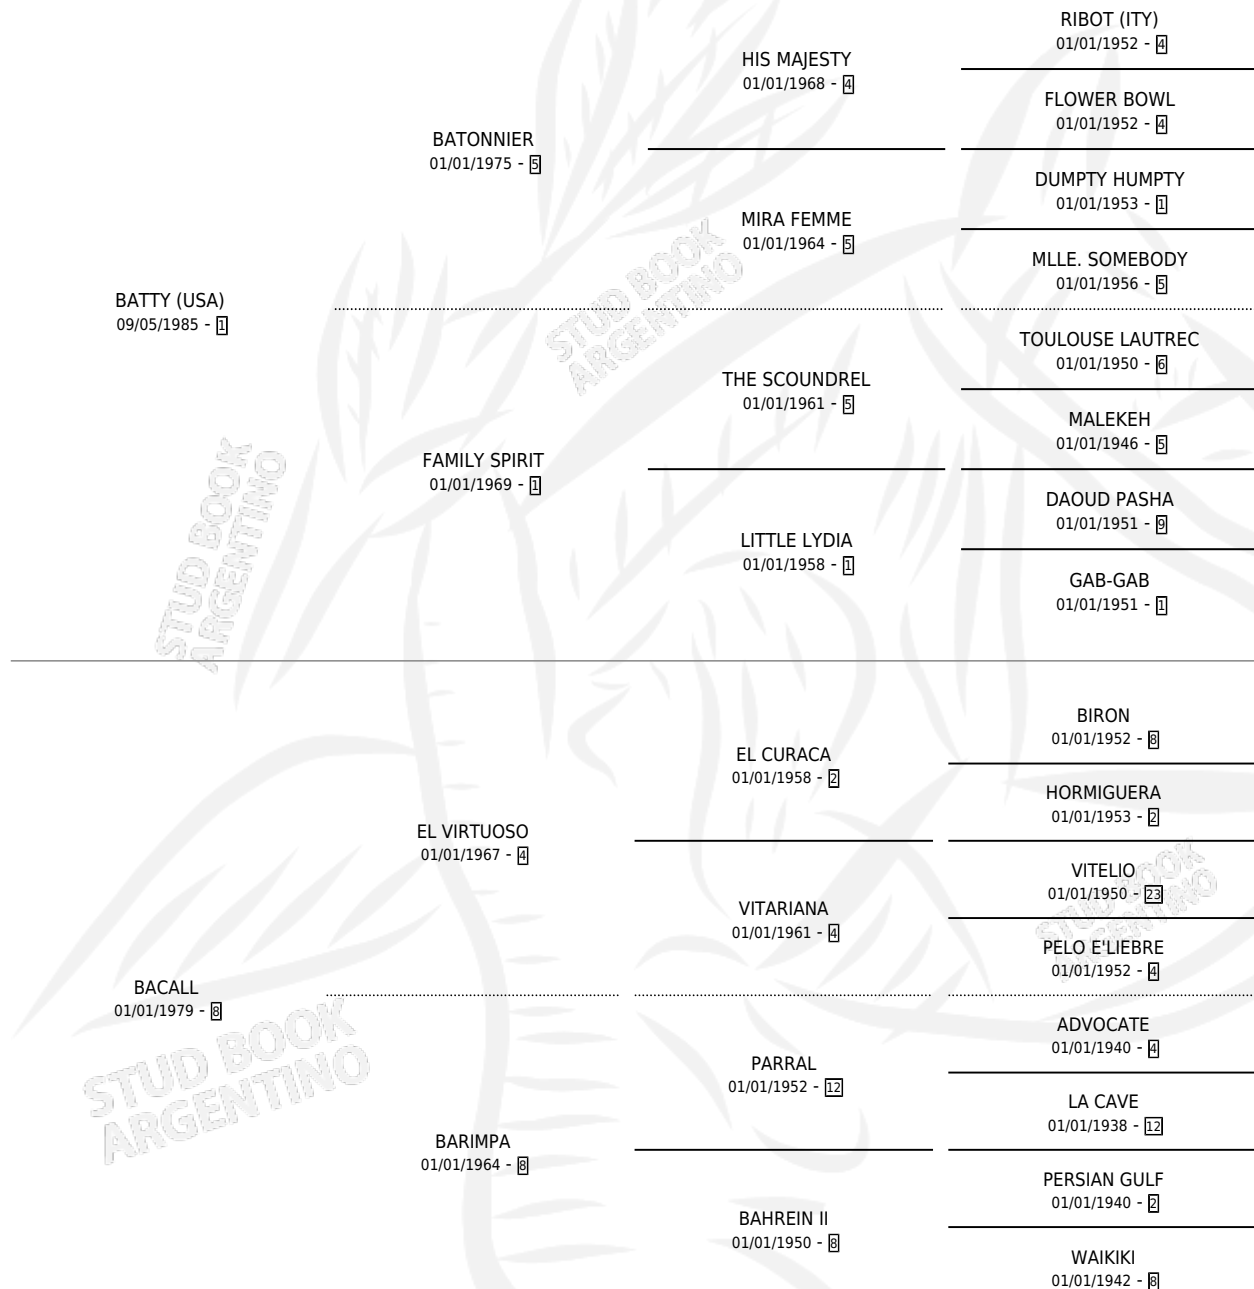 RIBOT (ITY)
01/01/1952 - 4
HIS MAJESTY
01/01/1968 - 4
FLOWER BOWL
01/01/1952 - 4
BATONNIER
01/01/1975 - 5
DUMPTY HUMPTY
01/01/1953 - 1
MIRA FEMME
01/01/1964 - 5
MLLE. SOMEBODY
01/01/1956 - 5
BATTY (USA)
09/05/1985 - 1
TOULOUSE LAUTREC
01/01/1950 - 6
THE SCOUNDREL
01/01/1961 - 5
MALEKEH
01/01/1946 - 5
FAMILY SPIRIT
01/01/1969 - 1
DAOUD PASHA
01/01/1951 - 9
LITTLE LYDIA
01/01/1958 - 1
GAB-GAB
01/01/1951 - 1
BIRON
01/01/1952 - 8
EL CURACA
01/01/1958 - 2
HORMIGUERA
01/01/1953 - 2
EL VIRTUOSO
01/01/1967 - 4
VITELIO
01/01/1950 - 23
VITARIANA
01/01/1961 - 4
PELO E'LIEBRE
01/01/1952 - 4
BACALL
01/01/1979 - 8
ADVOCATE
01/01/1940 - 4
PARRAL
01/01/1952 - 12
LA CAVE
01/01/1938 - 12
BARIMPA
01/01/1964 - 8
PERSIAN GULF
01/01/1940 - 2
BAHREIN II
01/01/1950 - 8
WAIKIKI
01/01/1942 - 8
STUD BOOK
ARGENTINO
STUD BOOK
ARGENTINO
STUD BOOK
ARGENTINO
STUD BOOK
ARGENTINO